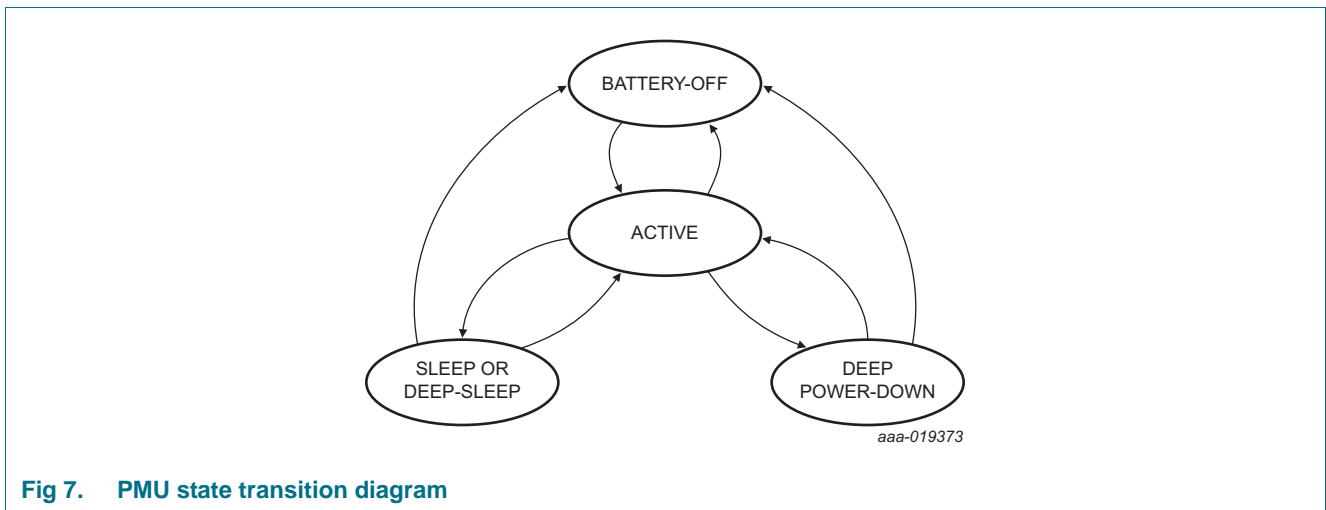 BATTERY-OFF
ACTIVE
SLEEP OR
DEEP-SLEEP
DEEP
POWER-DOWN
aaa-019373
Fig 7. PMU state transition diagram